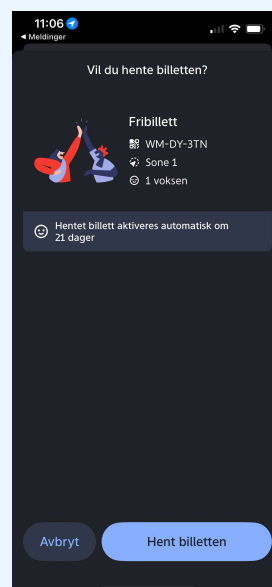 11:06
◀ Meldinger
Vil du hente billetten?
Fribillett
WM-DY-3TN
Sone 1
1 voksen
Hentet billett aktiveres automatisk om
21 dager
Avbryt
Hent billetten